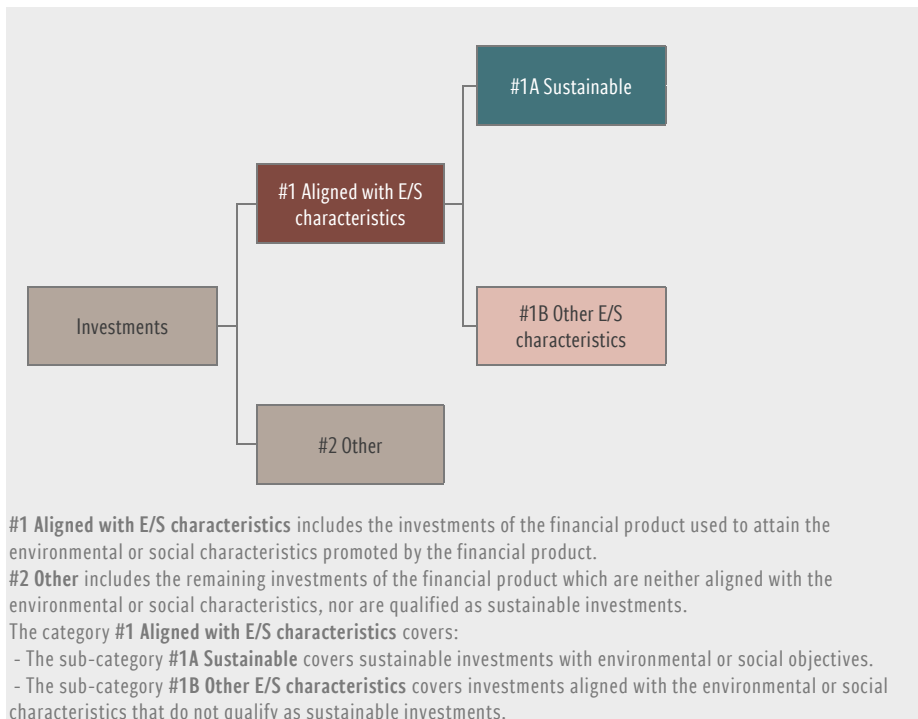 #1A Sustainable
#1 Aligned with E/S
characteristics
Investments
#1B Other E/S
characteristics
#2 Other
#1 Aligned with E/S characteristics includes the investments of the financial product used to attain the
environmental or social characteristics promoted by the financial product.
#2 Other includes the remaining investments of the financial product which are neither aligned with the
environmental or social characteristics, nor are qualified as sustainable investments.
The category #1 Aligned with E/S characteristics covers:
- The sub-category #1A Sustainable covers sustainable investments with environmental or social objectives.
- The sub-category #1B Other E/S characteristics covers investments aligned with the environmental or social
characteristics that do not qualify as sustainable investments.